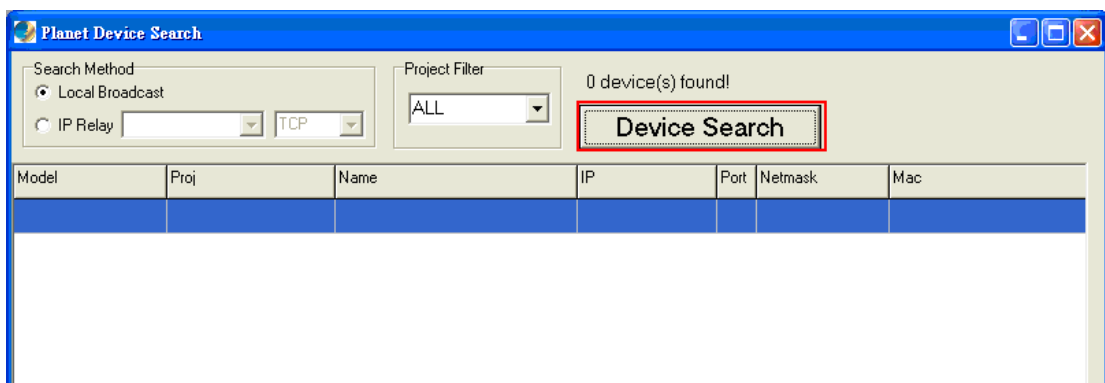 Planet Device Search
Search Method
Local Broadcast
IP Relay TCP
Project Filter
ALL
0 device(s) found!
Device Search
Model Proj Name IP Port Netmask Mac